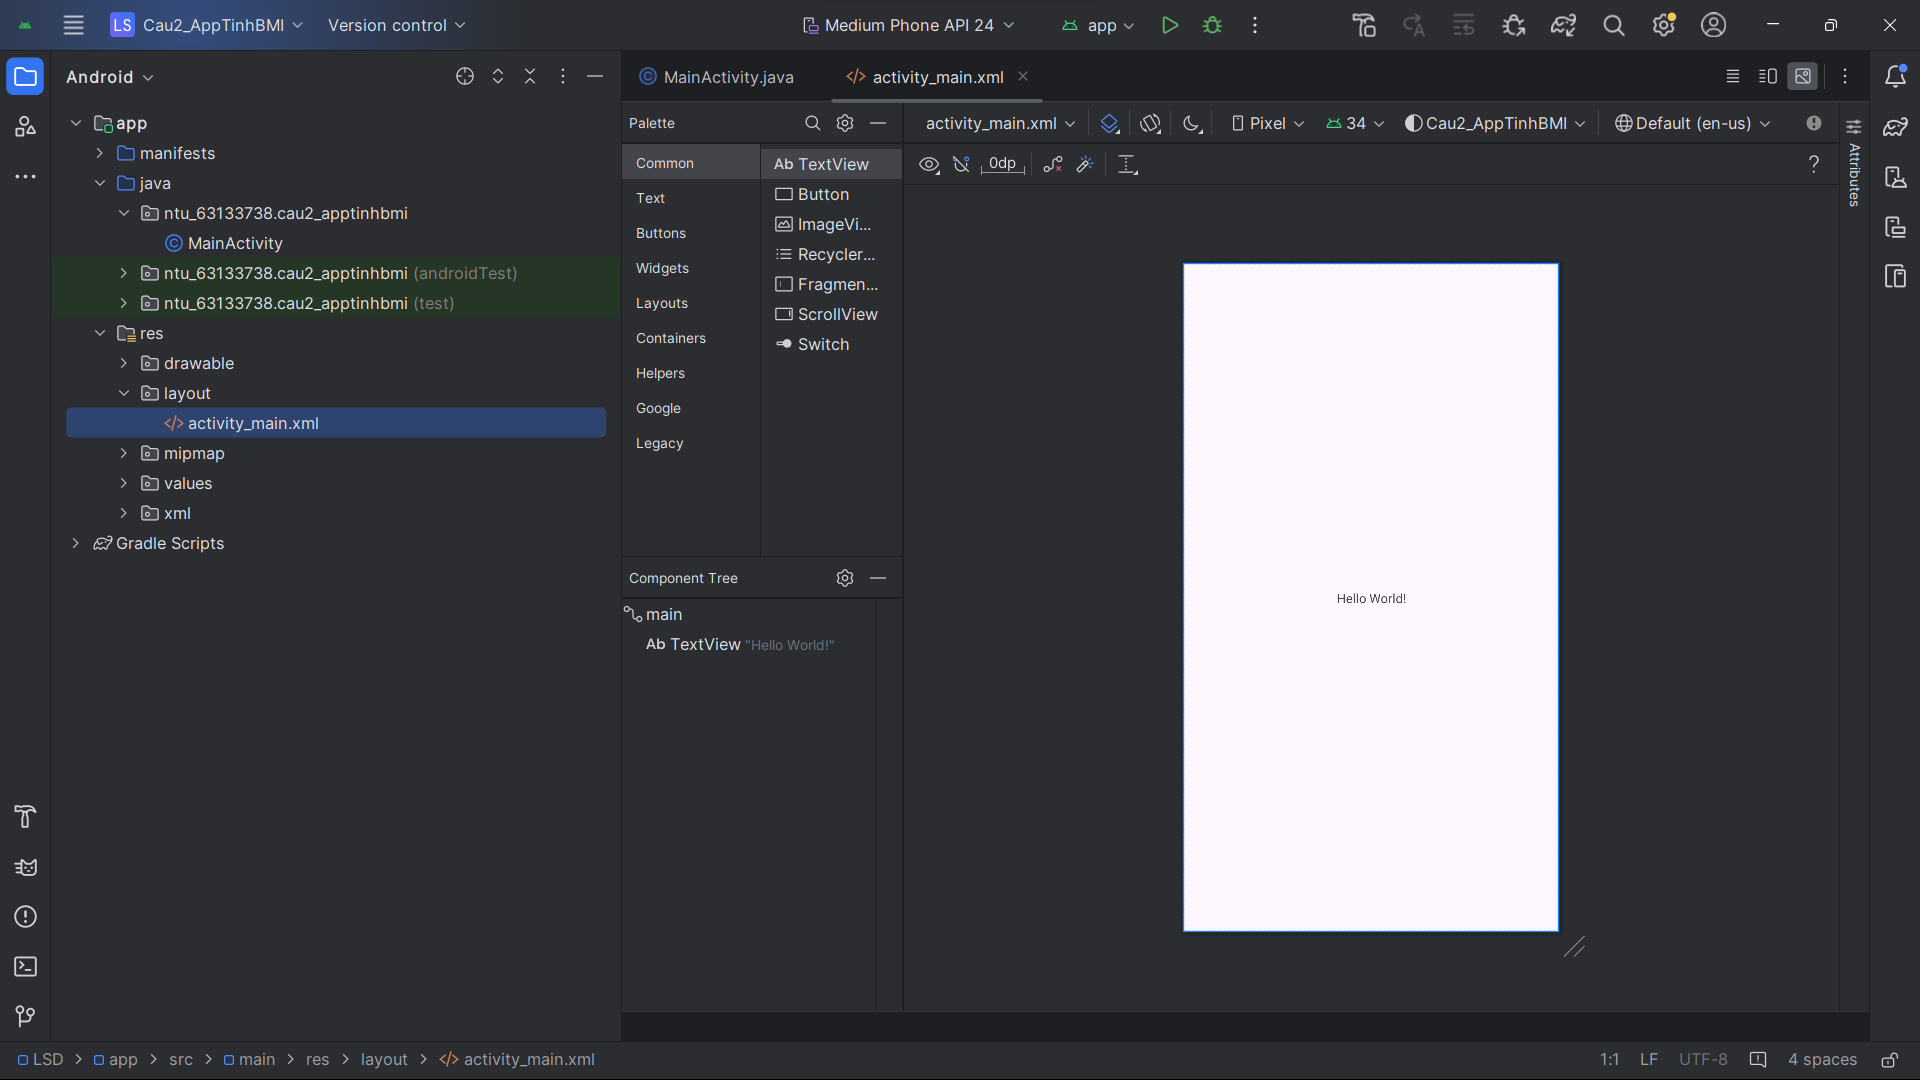 LS Cau2_AppTinhBMI Version control Medium Phone API 24 app
Android
MainActivity.java activity_main.xml
app
manifests
java
ntu_63133738.cau2_apptinhbmi
MainActivity
ntu_63133738.cau2_apptinhbmi (androidTest)
ntu_63133738.cau2_apptinhbmi (test)
res
drawable
layout
activity_main.xml
mipmap
values
xml
Gradle Scripts
Palette
Common
Text
Buttons
Widgets
Layouts
Containers
Helpers
Google
Legacy
Ab TextView
Button
ImageVi...
Recycler...
Fragmen...
ScrollView
Switch
Component Tree
main
Ab TextView "Hello World!"
activity_main.xml Pixel 34 Cau2_AppTinhBMI Default (en-us)
0dp ?
Attributes
Hello World!
LSD > app > src > main > res > layout > activity_main.xml
1:1 LF UTF-8 4 spaces